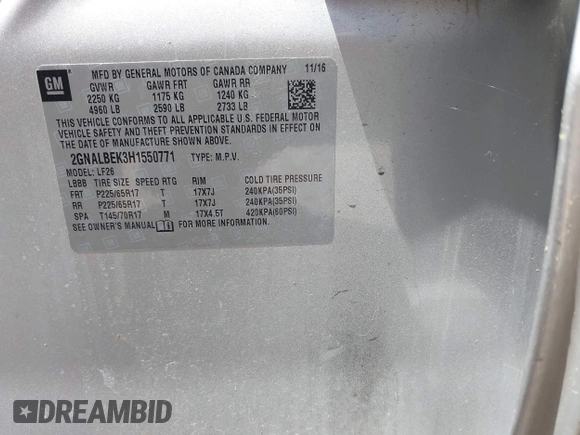 GM
MFD BY GENERAL MOTORS OF CANADA COMPANY 11/16
GVWR GAWR FRT GAWR RR
2250 KG 1175 KG 1240 KG
4960 LB 2590 LB 2733 LB
THIS VEHICLE CONFORMS TO ALL APPLICABLE U.S. FEDERAL MOTOR
VEHICLE SAFETY AND THEFT PREVENTION STANDARDS IN EFFECT ON
THE DATE OF MANUFACTURE SHOWN ABOVE.
2GNALBEK3H1550771 TYPE: M.P.V.
MODEL: LF26
LBBB TIRE SIZE SPEED RTG RIM COLD TIRE PRESSURE
FRT P225/65R17 T 17X7J 240KPA(35PSI)
RR P225/65R17 T 17X7J 240KPA(35PSI)
SPA T145/70R17 M 17X4.5T 420KPA(60PSI)
SEE OWNER'S MANUAL FOR MORE INFORMATION.
DREAMBID